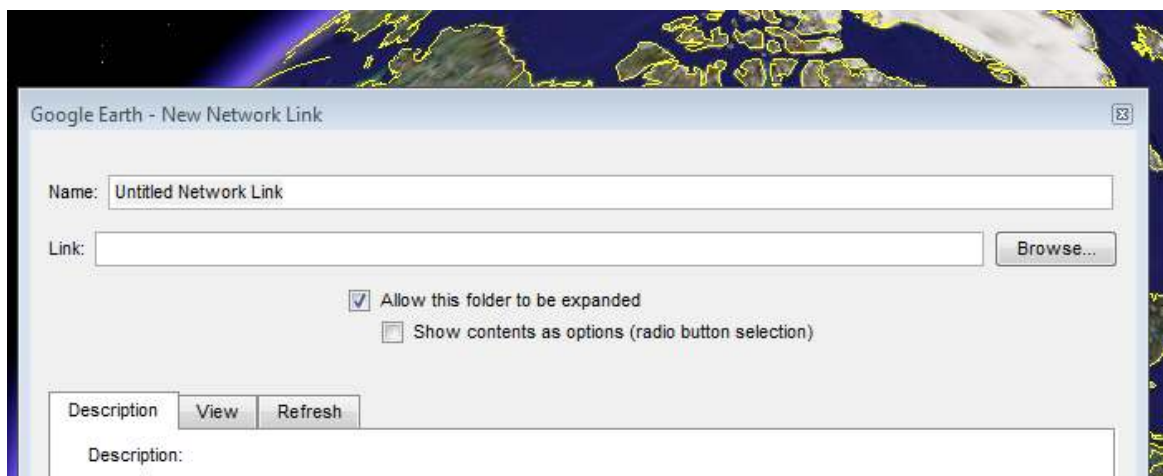 Google Earth - New Network Link
Name: Untitled Network Link
Link: Browse...
Allow this folder to be expanded
Show contents as options (radio button selection)
Description View Refresh
Description: